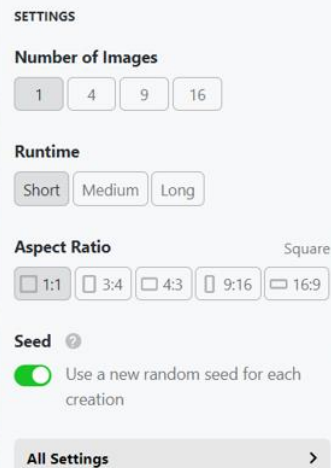 SETTINGS
Number of Images
1 4 9 16
Runtime
Short Medium Long
Aspect Ratio Square
1:1 3:4 4:3 9:16 16:9
Seed ?
Use a new random seed for each
creation
All Settings